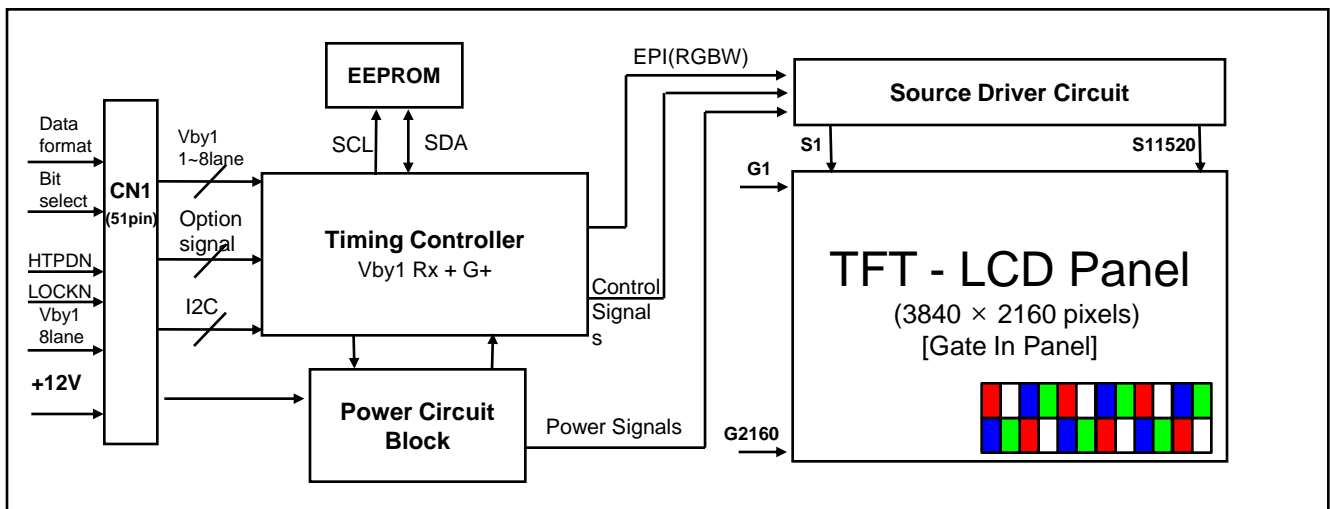 EEPROM
EPI(RGBW)
Source Driver Circuit
Data
format
Vby1
1~8lane
SCL
SDA
S1
S11520
Bit
select
CN1
(51pin)
G1
Option
signal
Timing Controller
Vby1 Rx + G+
TFT - LCD Panel
(3840 × 2160 pixels)
[Gate In Panel]
HTPDN
LOCKN
Vby1
8lane
I2C
Control
Signal
s
+12V
Power Circuit
Block
Power Signals
G2160